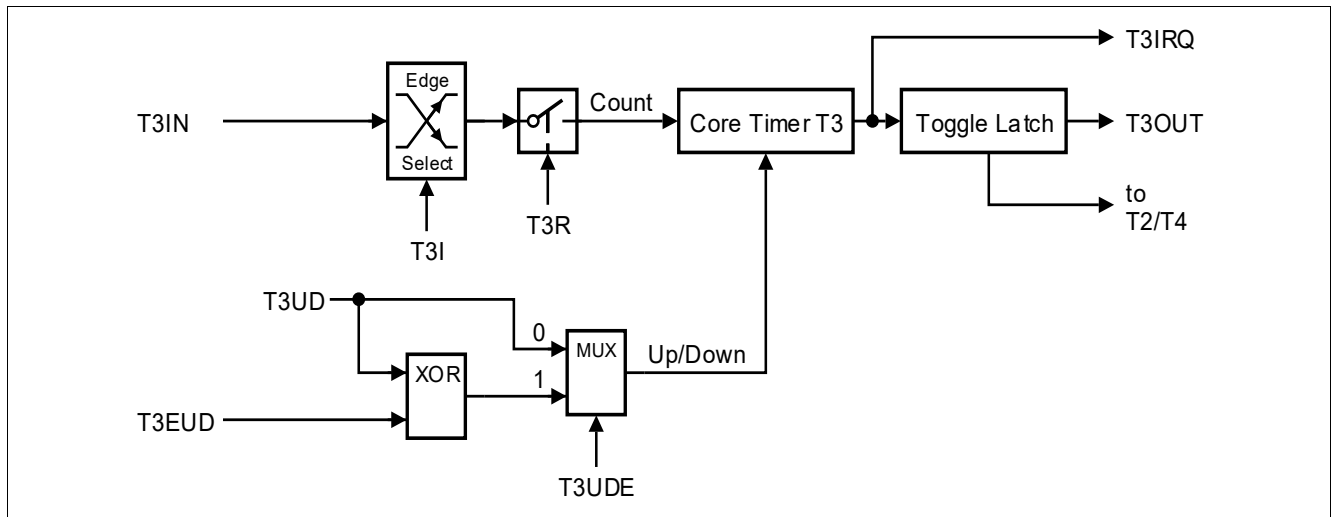 T3IRQ
Edge
Count
T3IN
Core Timer T3
Toggle Latch
T3OUT
Select
to
T2/T4
T3R
T3I
T3UD
0
MUX
Up/Down
XOR
1
T3EUD
T3UDE